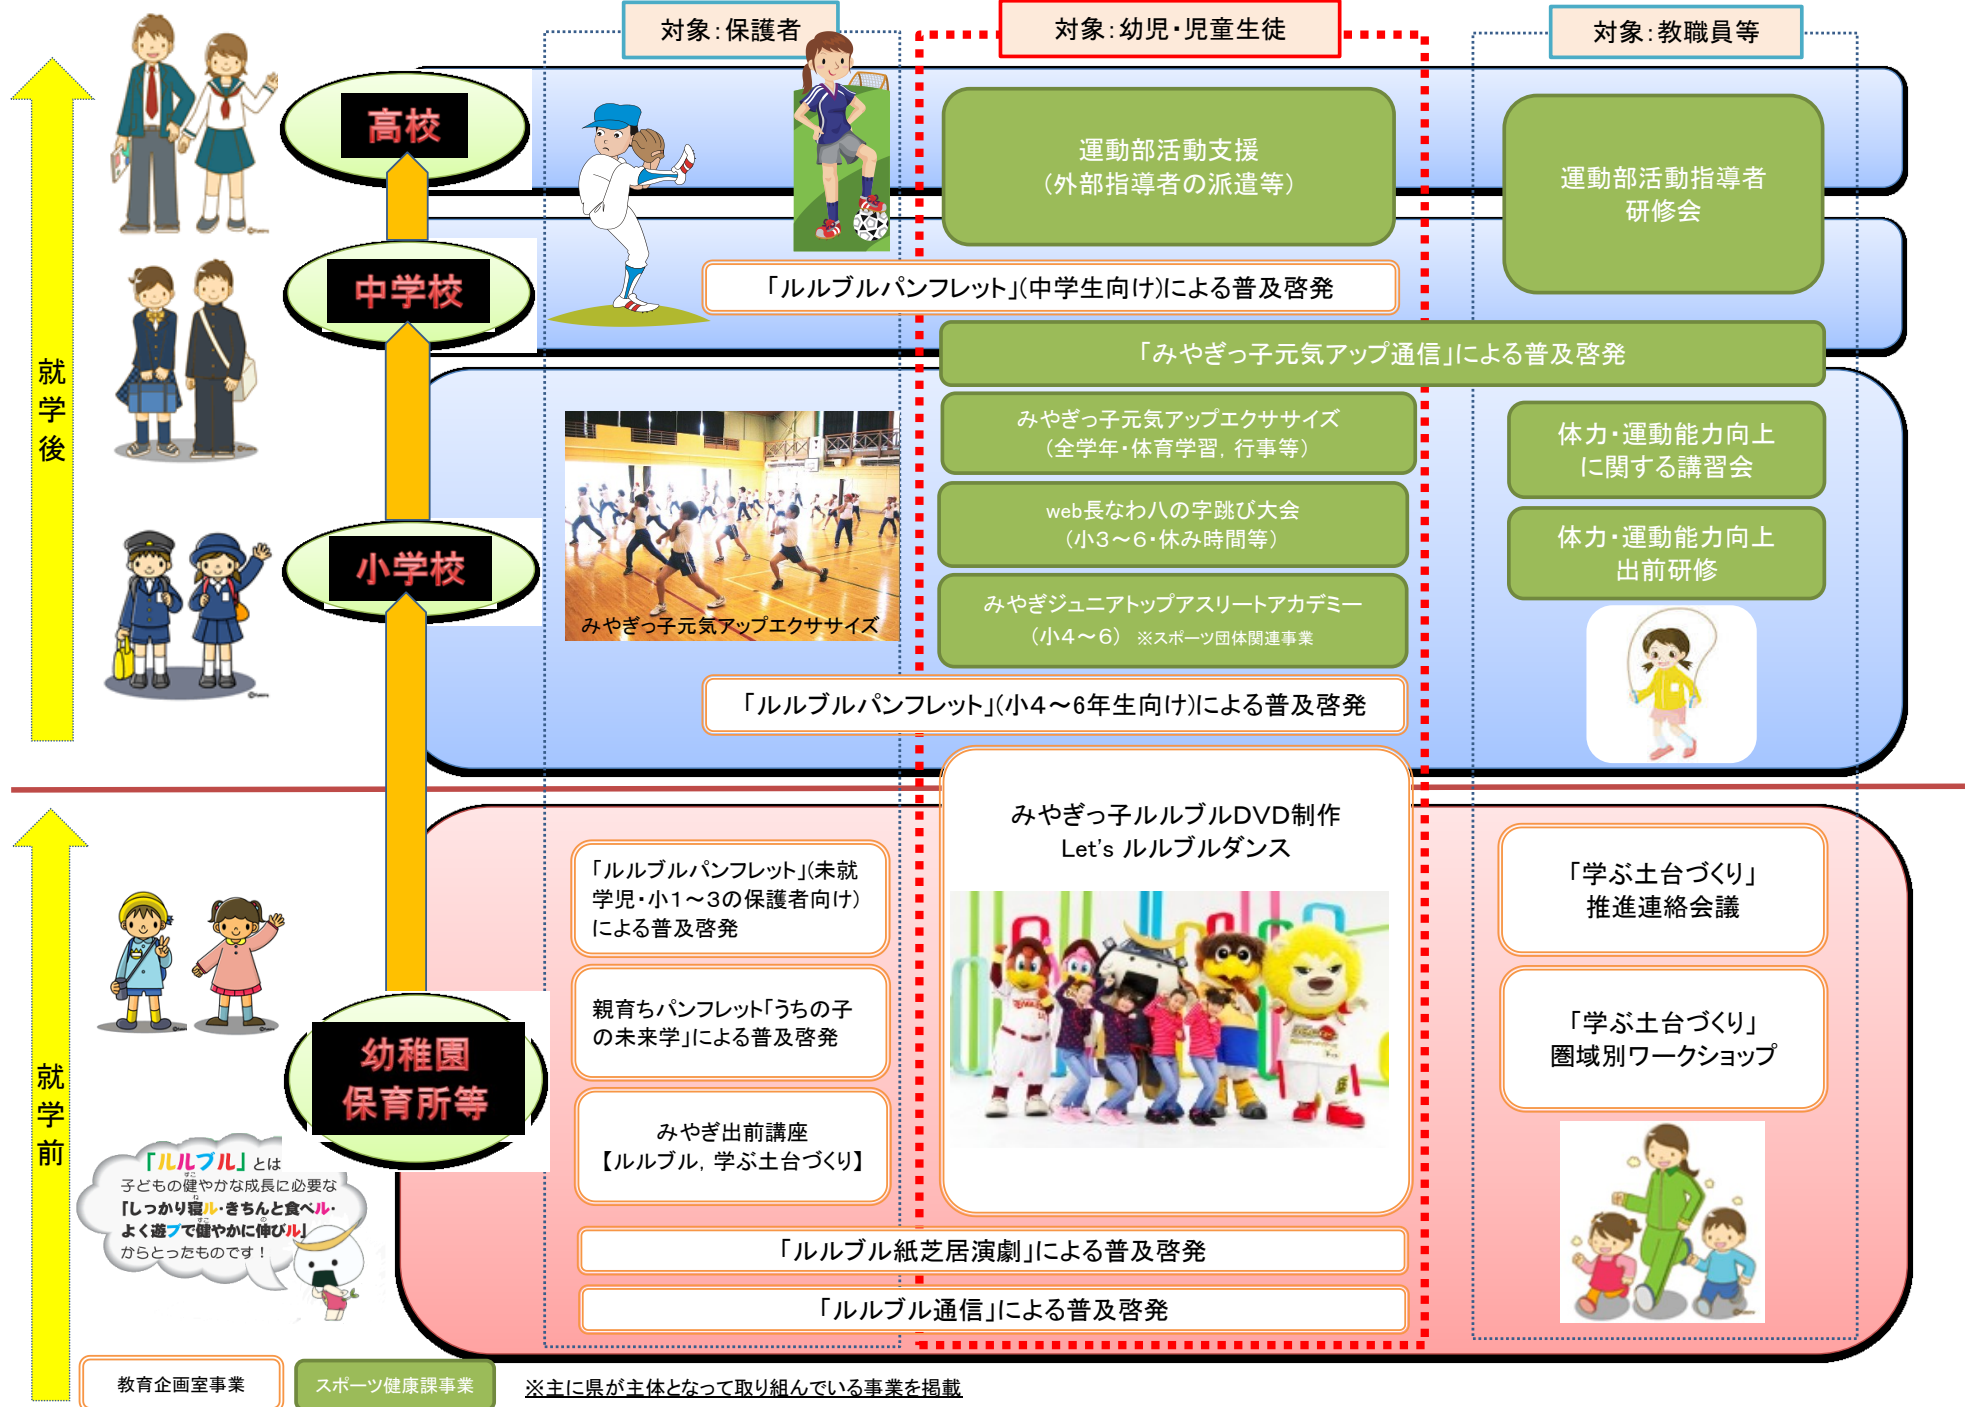 対象：保護者
対象：幼児・児童生徒
対象：教職員等
就学後
高校
運動部活動支援
（外部指導者の派遣等）
運動部活動指導者
研修会
中学校
「ルルブルパンフレット」(中学生向け)による普及啓発
「みやぎっ子元気アップ通信」による普及啓発
小学校
みやぎっ子元気アップエクササイズ
みやぎっ子元気アップエクササイズ
（全学年・体育学習，行事等）
web長なわ八の字跳び大会
（小３～６・休み時間等）
みやぎジュニアトップアスリートアカデミー
（小４～６） ※スポーツ団体関連事業
体力・運動能力向上
に関する講習会
体力・運動能力向上
出前研修
「ルルブルパンフレット」(小４～6年生向け)による普及啓発
就学前
幼稚園
保育所等
「ルルブルパンフレット」(未就
学児・小１～３の保護者向け)
による普及啓発
親育ちパンフレット「うちの子
の未来学」による普及啓発
みやぎ出前講座
【ルルブル，学ぶ土台づくり】
みやぎっ子ルルブルDVD制作
Let's ルルブルダンス
「学ぶ土台づくり」
推進連絡会議
「学ぶ土台づくり」
圏域別ワークショップ
「ルルブル紙芝居演劇」による普及啓発
「ルルブル通信」による普及啓発
「ルルブル」とは
子どもの健やかな成長に必要な
「しっかり寝ル・きちんと食べル・
よく遊ブで健やかに伸びル」
からとったものです！
教育企画室事業
スポーツ健康課事業
※主に県が主体となって取り組んでいる事業を掲載